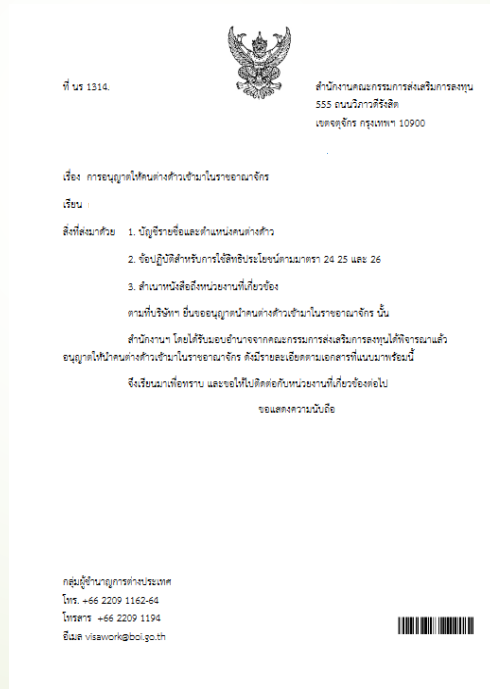 ที่ นร 1314.
สำนักงานคณะกรรมการส่งเสริมการลงทุน
555 ถนนวิภาวดีรังสิต
เขตจตุจักร กรุงเทพฯ 10900
เรื่อง การอนุญาตให้คนต่างด้าวเข้ามาในราชอาณาจักร
เรียน
สิ่งที่ส่งมาด้วย 1. บัญชีรายชื่อและตำแหน่งคนต่างด้าว
2. ข้อปฏิบัติสำหรับการใช้สิทธิประโยชน์ตามมาตรา 24 25 และ 26
3. สำเนาหนังสือถึงหน่วยงานที่เกี่ยวข้อง
ตามที่บริษัทฯ ยื่นขออนุญาตนำคนต่างด้าวเข้ามาในราชอาณาจักร นั้น
สำนักงานฯ โดยได้รับมอบอำนาจจากคณะกรรมการส่งเสริมการลงทุนได้พิจารณาแล้ว
อนุญาตให้นำคนต่างด้าวเข้ามาในราชอาณาจักร ดังมีรายละเอียดตามเอกสารที่แนบมาพร้อมนี้
จึงเรียนมาเพื่อทราบ และขอให้ไปติดต่อกับหน่วยงานที่เกี่ยวข้องต่อไป
ขอแสดงความนับถือ
กลุ่มผู้ชำนาญการต่างประเทศ
โทร. +66 2209 1162-64
โทรสาร +66 2209 1194
อีเมล visawork@boi.go.th